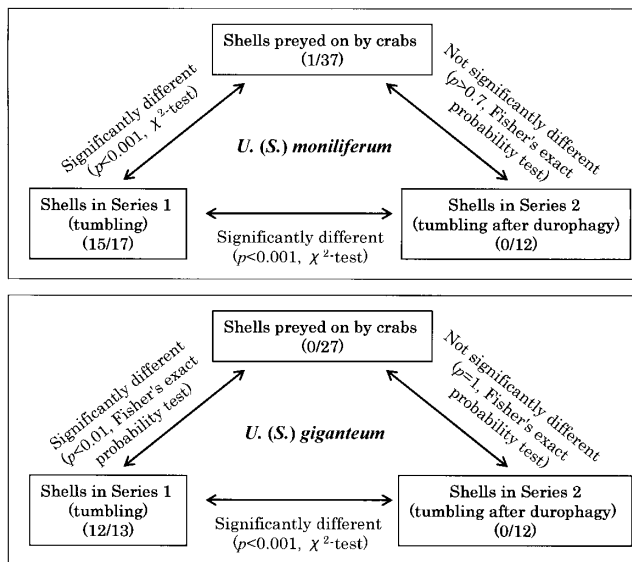 Shells preyed on by crabs
(1/37)
Significantly different
(p<0.001, χ²-test)
Not significantly different
(p>0.7, Fisher's exact
probability test)
U. (S.) moniliferum
Shells in Series 1
(tumbling)
(15/17)
Significantly different
(p<0.001, χ²-test)
Shells in Series 2
(tumbling after durophagy)
(0/12)
Shells preyed on by crabs
(0/27)
Significantly different
(p<0.01, Fisher's exact
probability test)
Not significantly different
(p=1, Fisher's exact
probability test)
U. (S.) giganteum
Shells in Series 1
(tumbling)
(12/13)
Significantly different
(p<0.001, χ²-test)
Shells in Series 2
(tumbling after durophagy)
(0/12)